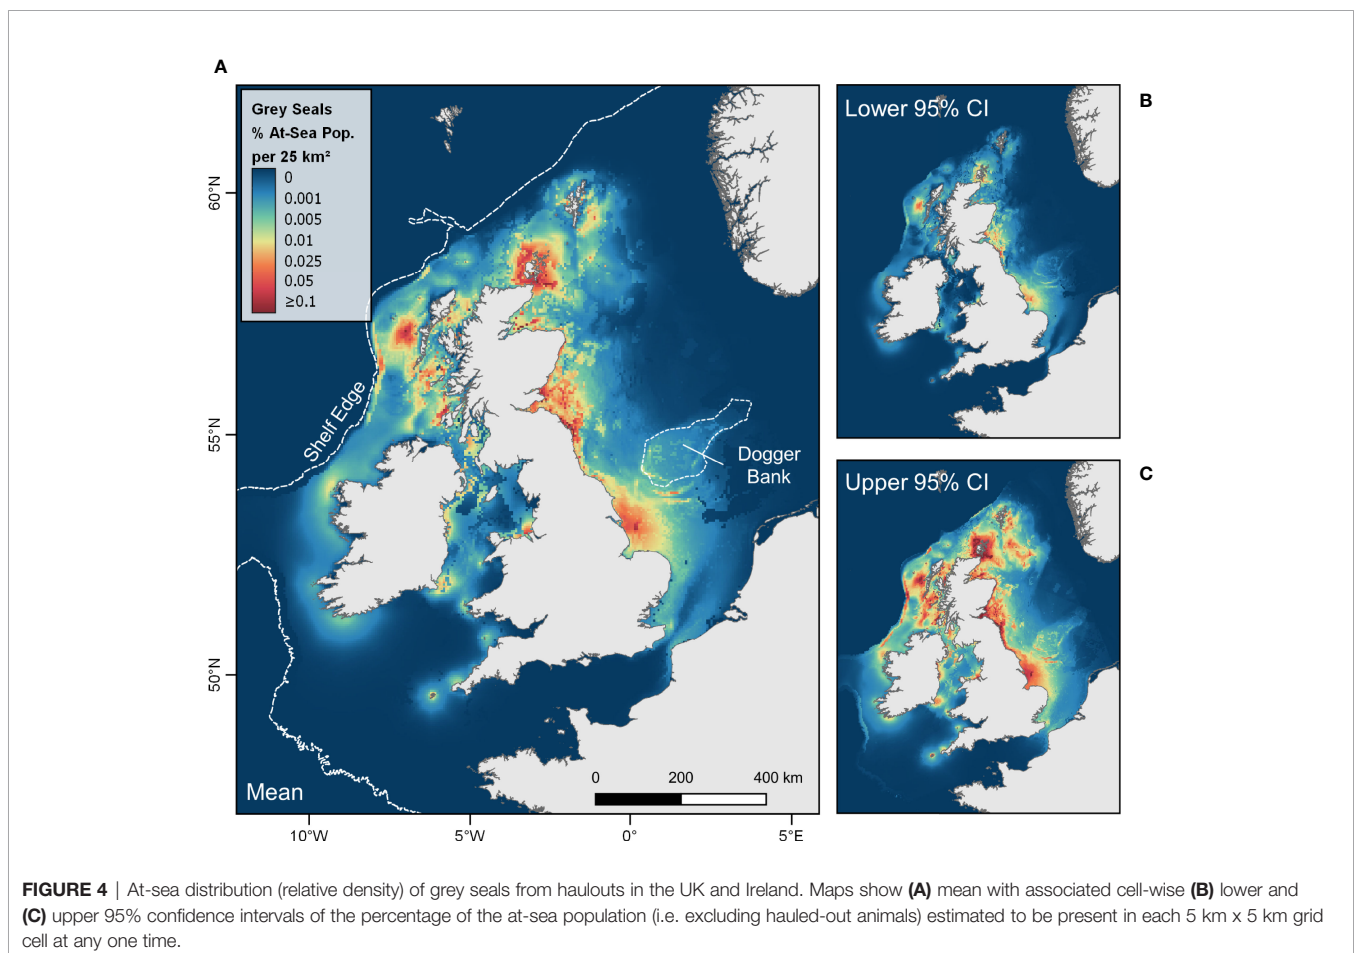 A
Grey Seals
% At-Sea Pop.
per 25 km²
0
0.001
0.005
0.01
0.025
0.05
≥0.1
60°N
55°N
50°N
Shelf Edge
Dogger
Bank
Mean
0 200 400 km
10°W 5°W 0° 5°E
Lower 95% CI
B
Upper 95% CI
C
FIGURE 4 | At-sea distribution (relative density) of grey seals from haulouts in the UK and Ireland. Maps show (A) mean with associated cell-wise (B) lower and
(C) upper 95% confidence intervals of the percentage of the at-sea population (i.e. excluding hauled-out animals) estimated to be present in each 5 km x 5 km grid
cell at any one time.